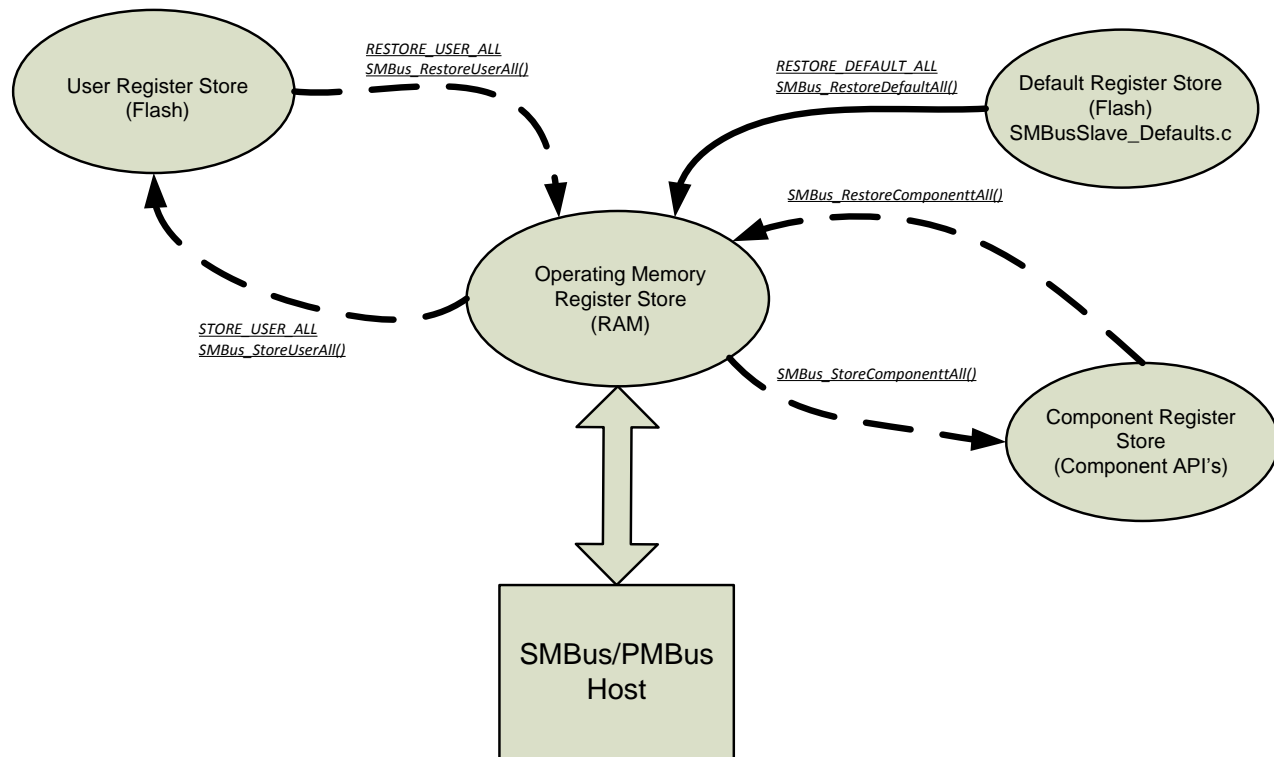 RESTORE_USER_ALL
SMBus_RestoreUserAll()
User Register Store
(Flash)
RESTORE_DEFAULT_ALL
SMBus_RestoreDefaultAll()
Default Register Store
(Flash)
SMBusSlave_Defaults.c
SMBus_RestoreComponenttAll()
Operating Memory
Register Store
(RAM)
STORE_USER_ALL
SMBus_StoreUserAll()
SMBus_StoreComponenttAll()
Component Register
Store
(Component API's)
SMBus/PMBus
Host